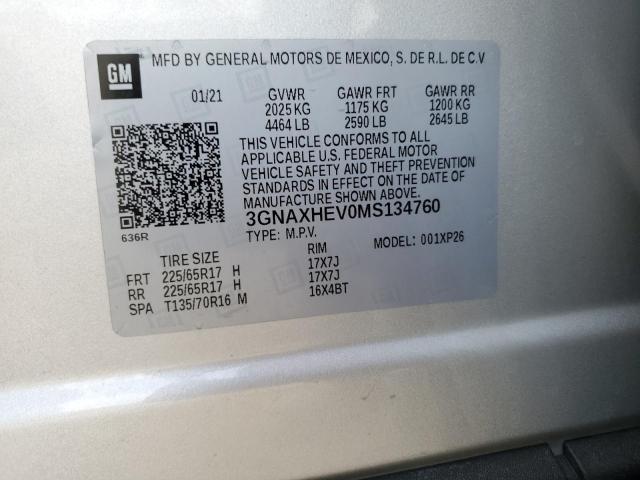 GM
MFD BY GENERAL MOTORS DE MEXICO, S. DE R.L. DE C.V
01/21 GVWR GAWR FRT GAWR RR
2025 KG 1175 KG 1200 KG
4464 LB 2590 LB 2645 LB
THIS VEHICLE CONFORMS TO ALL
APPLICABLE U.S. FEDERAL MOTOR
VEHICLE SAFETY AND THEFT PREVENTION
STANDARDS IN EFFECT ON THE DATE OF
MANUFACTURE SHOWN ABOVE.
3GNAXHEV0MS134760
636R
TYPE: M.P.V. MODEL: 001XP26
TIRE SIZE RIM
FRT 225/65R17 H 17X7J
RR 225/65R17 H 17X7J
SPA T135/70R16 M 16X4BT